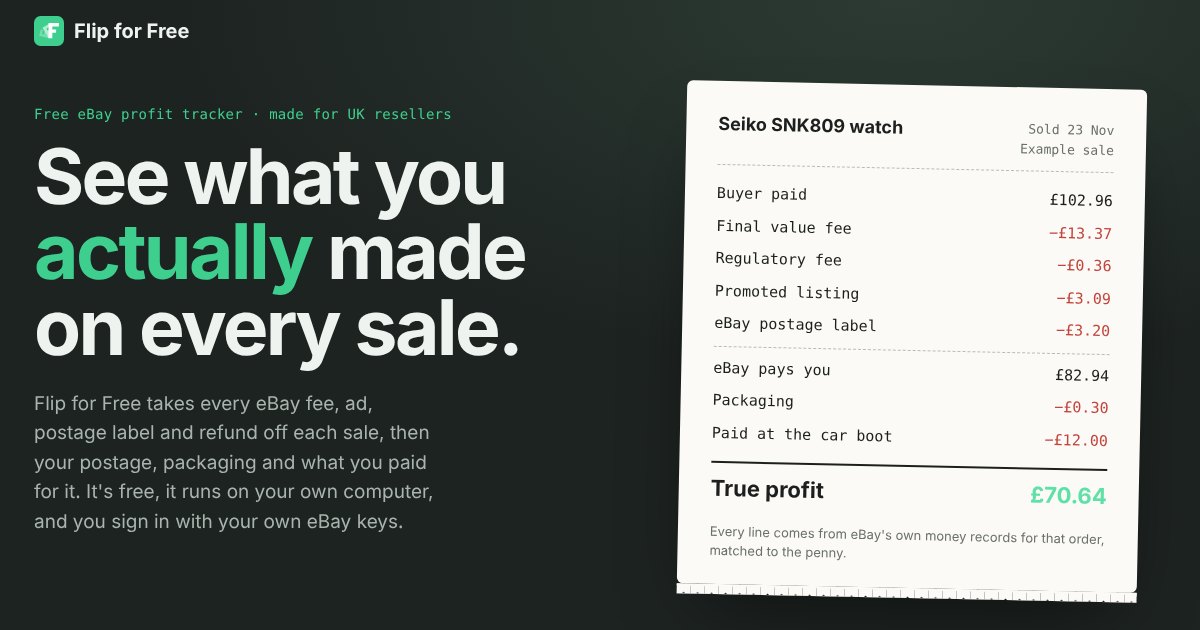 Flip for Free
Free eBay profit tracker · made for UK resellers
See what you
actually made
on every sale.
Flip for Free takes every eBay fee, ad,
postage label and refund off each sale, then
your postage, packaging and what you paid
for it. It's free, it runs on your own computer,
and you sign in with your own eBay keys.
Seiko SNK809 watch
Sold 23 Nov
Example sale
Buyer paid £102.96
Final value fee −£13.37
Regulatory fee −£0.36
Promoted listing −£3.09
eBay postage label −£3.20
eBay pays you £82.94
Packaging −£0.30
Paid at the car boot −£12.00
True profit £70.64
Every line comes from eBay's own money records for that order,
matched to the penny.